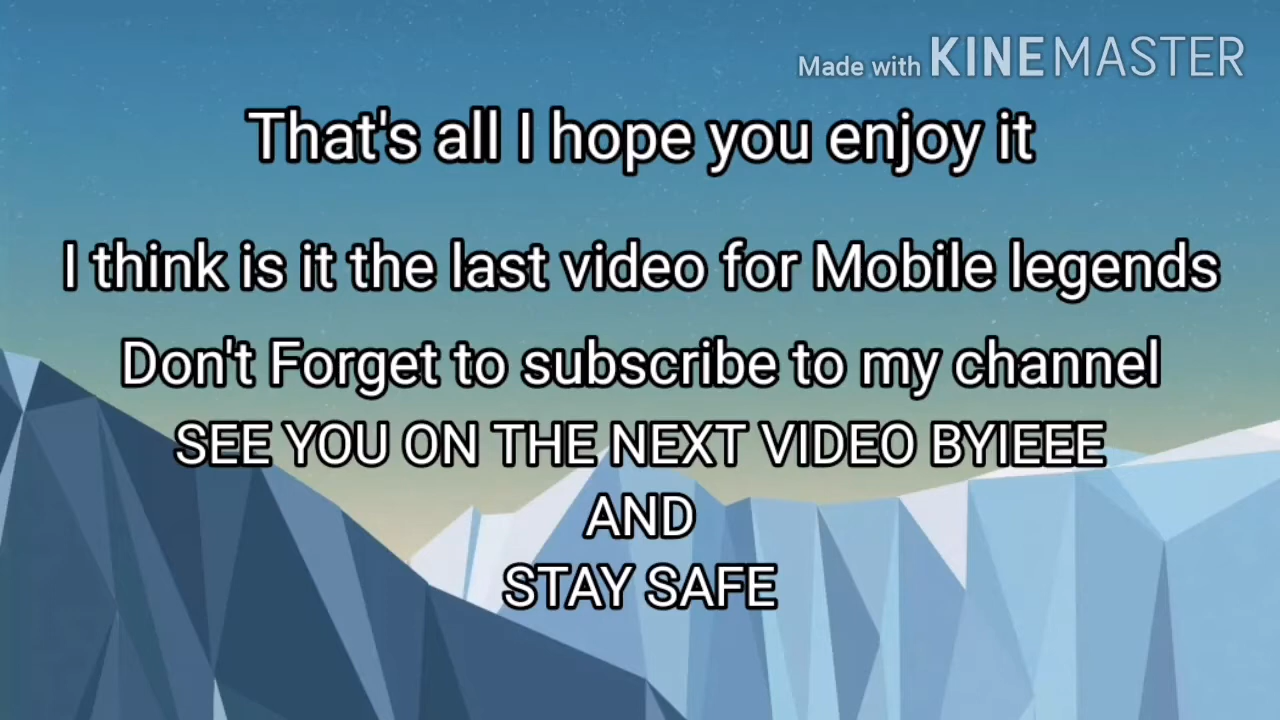 Made with KINEMASTER
That's all I hope you enjoy it
I think is it the last video for Mobile legends
Don't Forget to subscribe to my channel
SEE YOU ON THE NEXT VIDEO BYIEEE
AND
STAY SAFE